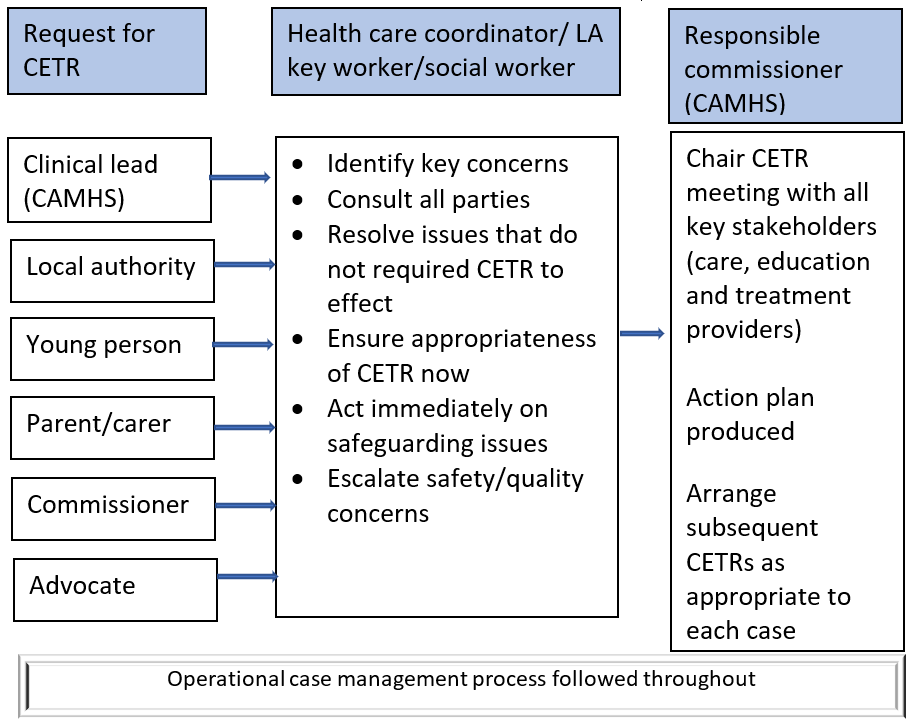 Request for
CETR
Health care coordinator/ LA
key worker/social worker
Responsible
commissioner
(CAMHS)
Clinical lead
(CAMHS)
Local authority
Young person
Parent/carer
Commissioner
Advocate
• Identify key concerns
• Consult all parties
• Resolve issues that do
not required CETR to
effect
• Ensure appropriateness
of CETR now
• Act immediately on
safeguarding issues
• Escalate safety/quality
concerns
Chair CETR
meeting with all
key stakeholders
(care, education
and treatment
providers)
Action plan
produced
Arrange
subsequent
CETRs as
appropriate to
each case
Operational case management process followed throughout